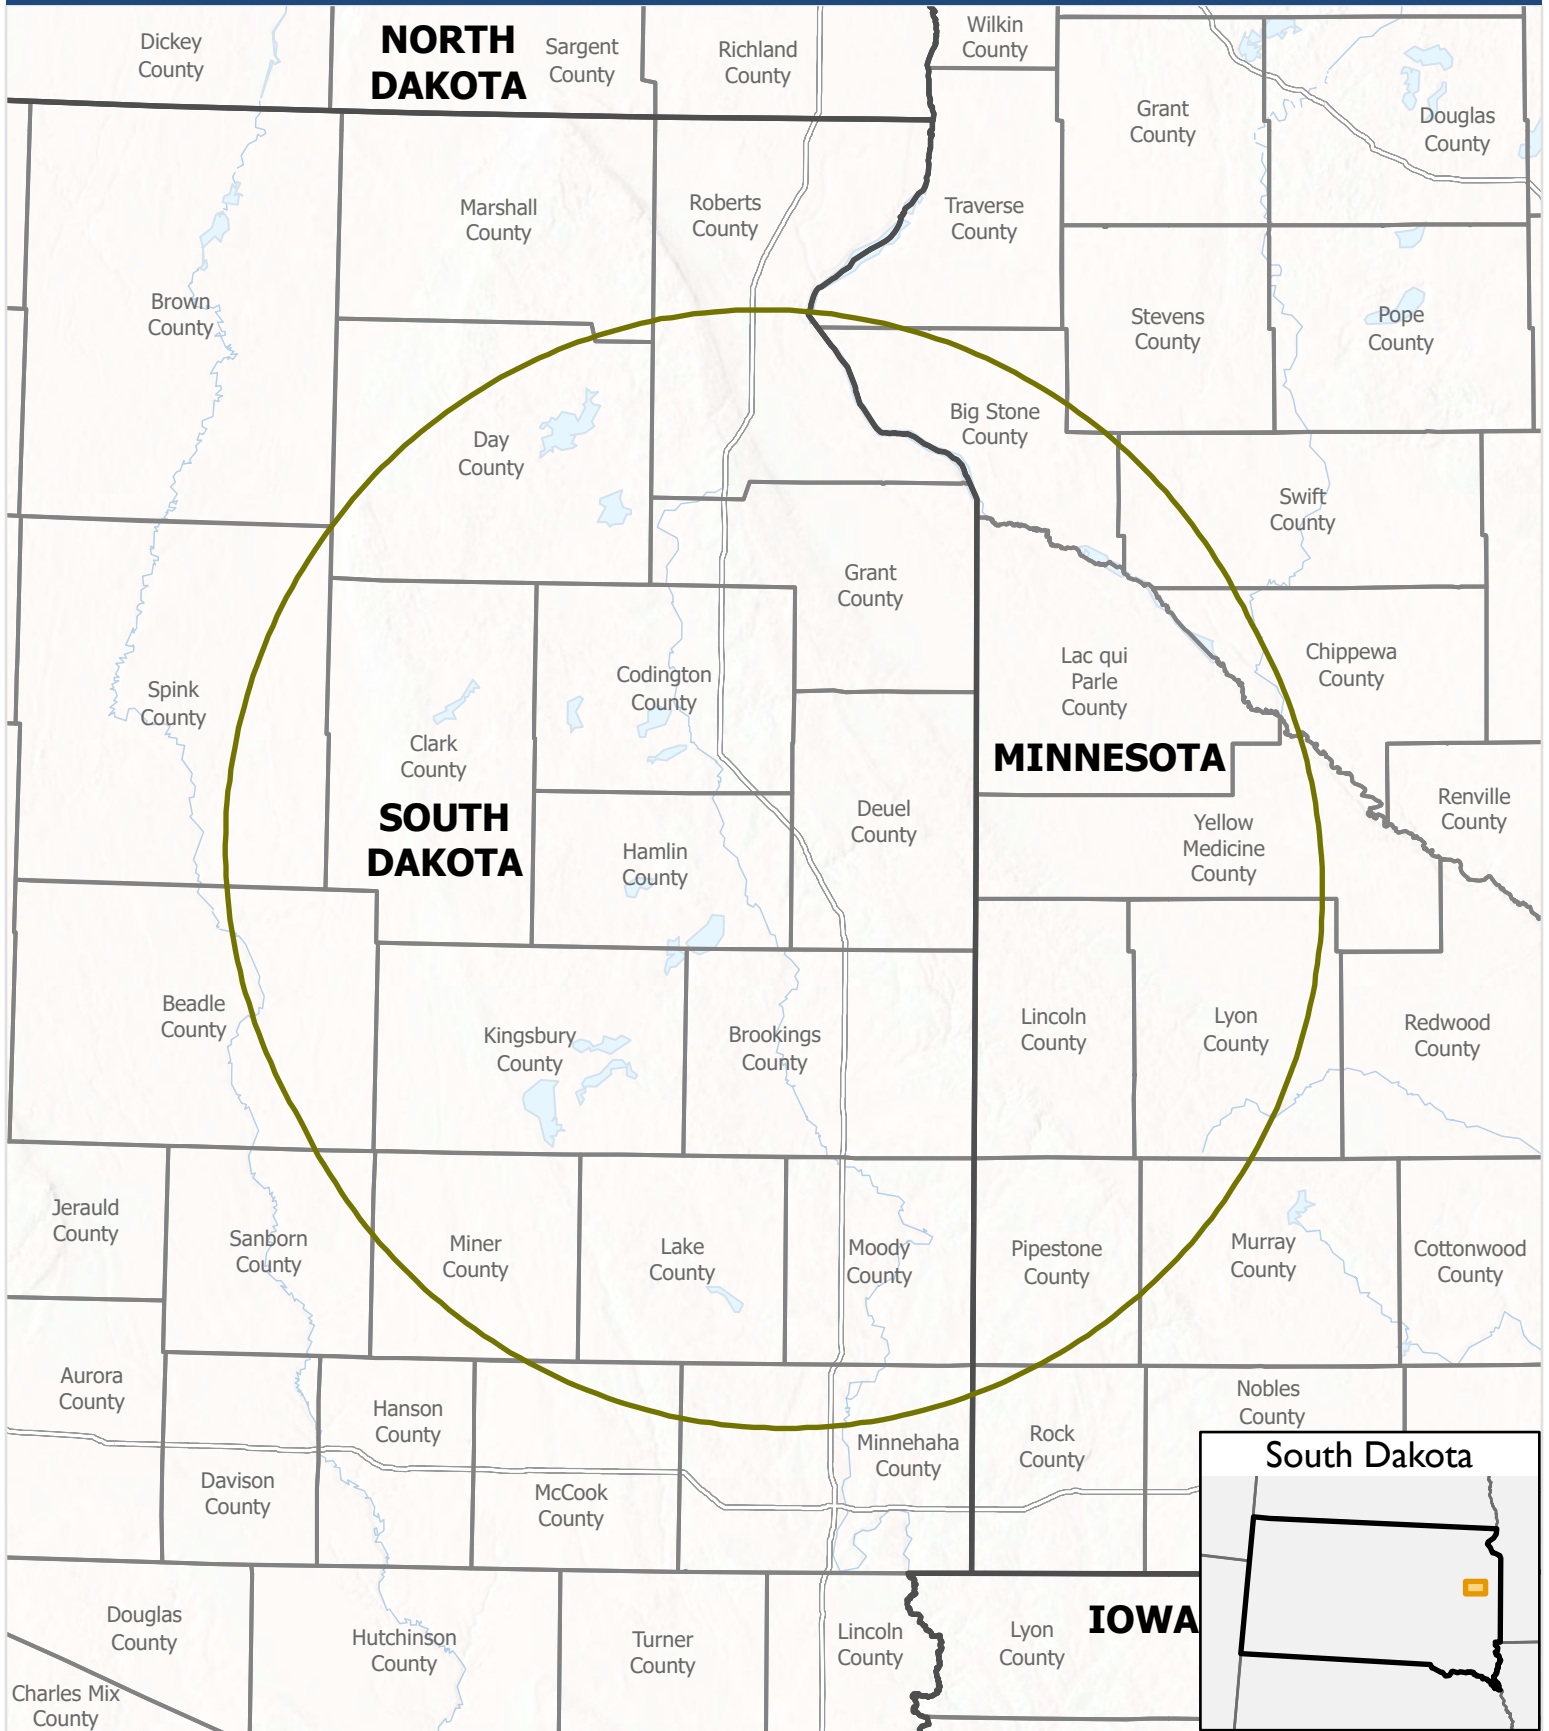 Dickey
County
NORTH
DAKOTA
Sargent
County
Richland
County
Wilkin
County
Grant
County
Douglas
County
Marshall
County
Roberts
County
Traverse
County
Brown
County
Stevens
County
Pope
County
Day
County
Big Stone
County
Swift
County
Grant
County
Spink
County
Codington
County
Lac qui
Parle
County
Chippewa
County
Clark
County
MINNESOTA
SOUTH
DAKOTA
Hamlin
County
Deuel
County
Yellow
Medicine
County
Renville
County
Beadle
County
Kingsbury
County
Brookings
County
Lincoln
County
Lyon
County
Redwood
County
Jerauld
County
Sanborn
County
Miner
County
Lake
County
Moody
County
Pipestone
County
Murray
County
Cottonwood
County
Aurora
County
Hanson
County
Davison
County
McCook
County
Minnehaha
County
Rock
County
Nobles
County
South Dakota
Douglas
County
Hutchinson
County
Turner
County
Lincoln
County
Lyon
County
IOWA
Charles Mix
County